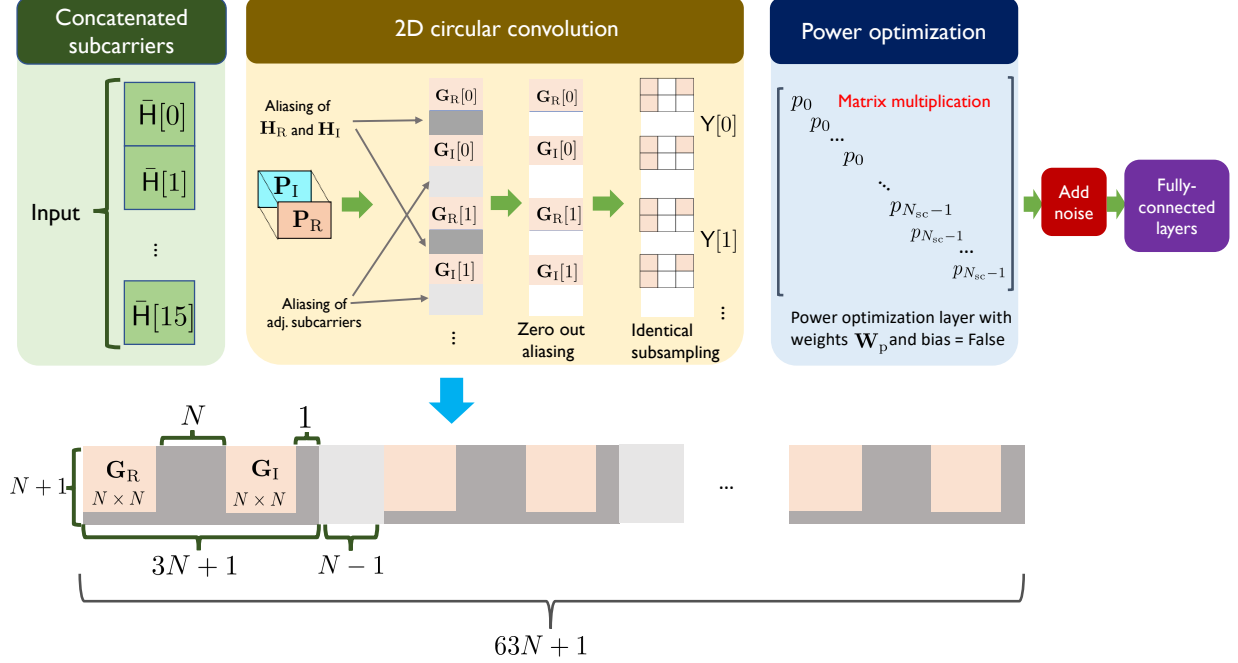 Concatenated
subcarriers
Input
H̄[0]
H̄[1]
...
H̄[15]
2D circular convolution
Aliasing of
H_R and H_I
P_I
P_R
Aliasing of
adj. subcarriers
G_R[0]
G_I[0]
G_R[1]
G_I[1]
...
G_R[0]
G_I[0]
G_R[1]
G_I[1]
Zero out
aliasing
Y[0]
Y[1]
...
Identical
subsampling
Power optimization
p_0 Matrix multiplication
p_0
...
p_0
...
p_{N_sc−1}
p_{N_sc−1}
...
p_{N_sc−1}
Power optimization layer with
weights W_p and bias = False
Add
noise
Fully-
connected
layers
N
1
N + 1
G_R
N × N
G_I
N × N
...
3N + 1
N − 1
63N + 1